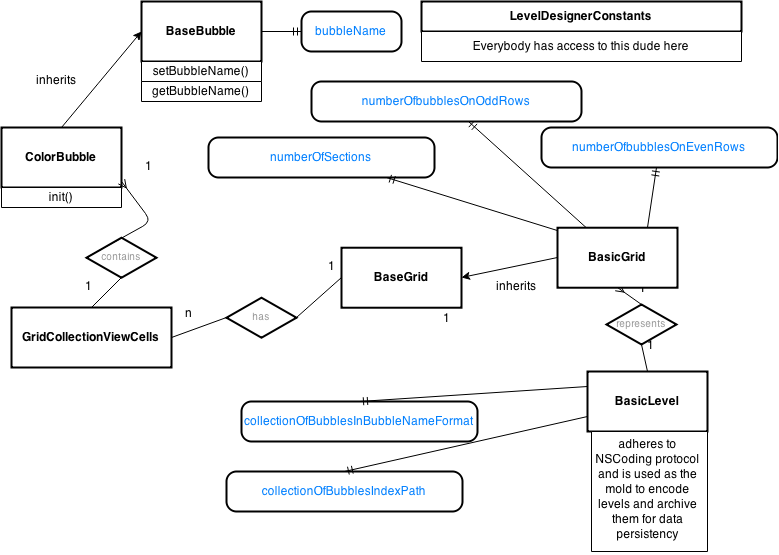 BaseBubble
setBubbleName()
getBubbleName()
bubbleName
LevelDesignerConstants
Everybody has access to this dude here
inherits
numberOfbubblesOnOddRows
numberOfSections
numberOfbubblesOnEvenRows
ColorBubble
init()
1
contains
1
GridCollectionViewCells
n
has
1
BaseGrid
1
inherits
BasicGrid
1
represents
1
BasicLevel
adheres to
NSCoding protocol
and is used as the
mold to encode
levels and archive
them for data
persistency
collectionOfBubblesInBubbleNameFormat
collectionOfBubblesIndexPath